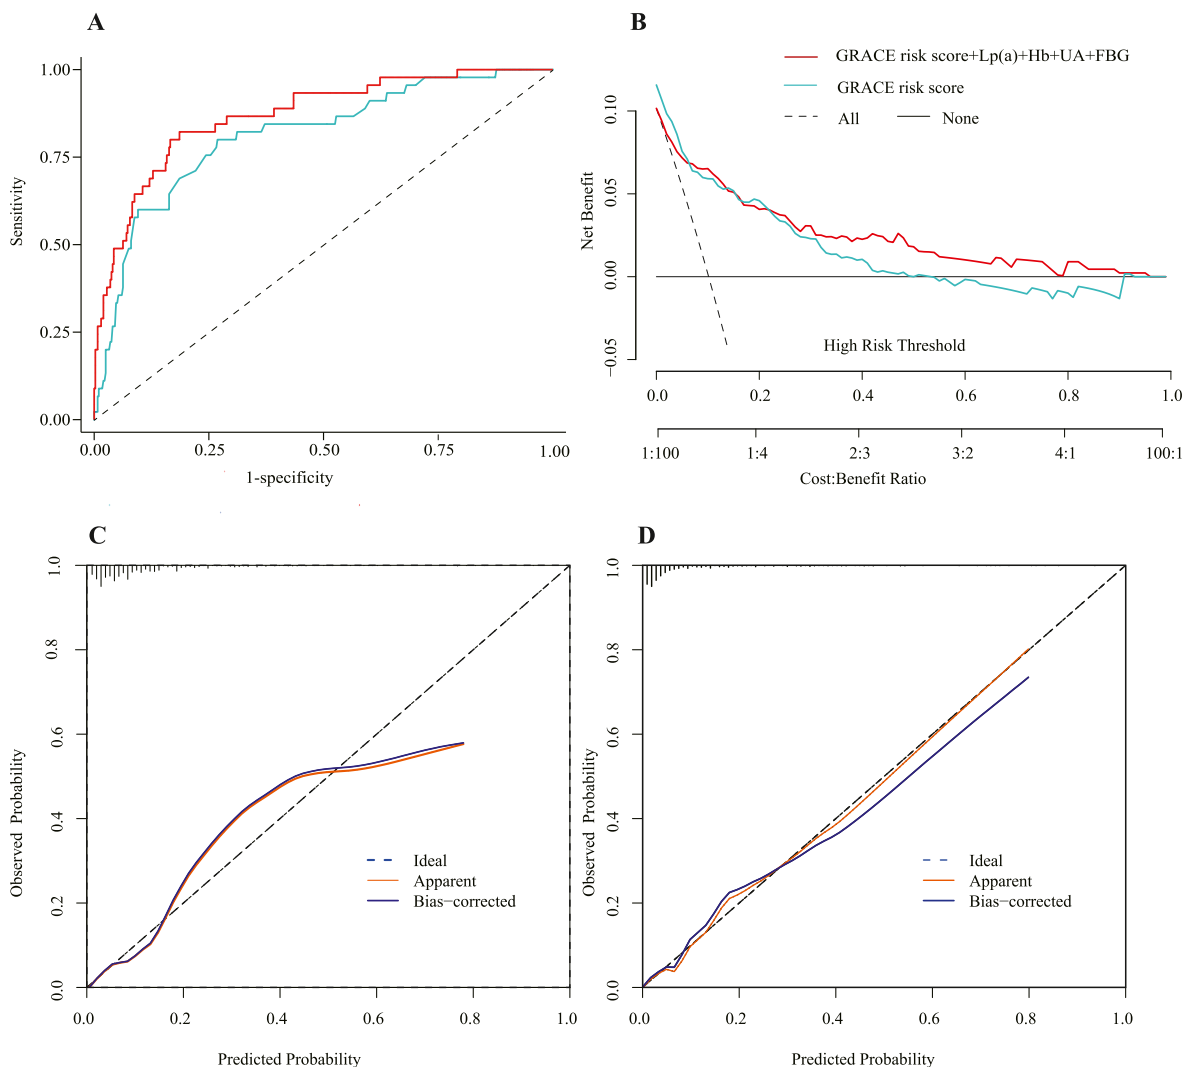 A
1.00
0.75
0.50
0.25
0.00
Sensitivity
0.00 0.25 0.50 0.75 1.00
1-specificity
B
GRACE risk score+Lp(a)+Hb+UA+FBG
GRACE risk score
All None
0.10
0.05
0.00
−0.05
Net Benefit
High Risk Threshold
0.0 0.2 0.4 0.6 0.8 1.0
1:100 1:4 2:3 3:2 4:1 100:1
Cost:Benefit Ratio
C
1.0
0.8
0.6
0.4
0.2
0.0
Observed Probability
Ideal
Apparent
Bias−corrected
0.0 0.2 0.4 0.6 0.8 1.0
Predicted Probability
D
1.0
0.8
0.6
0.4
0.2
0.0
Observed Probability
Ideal
Apparent
Bias−corrected
0.0 0.2 0.4 0.6 0.8 1.0
Predicted Probability